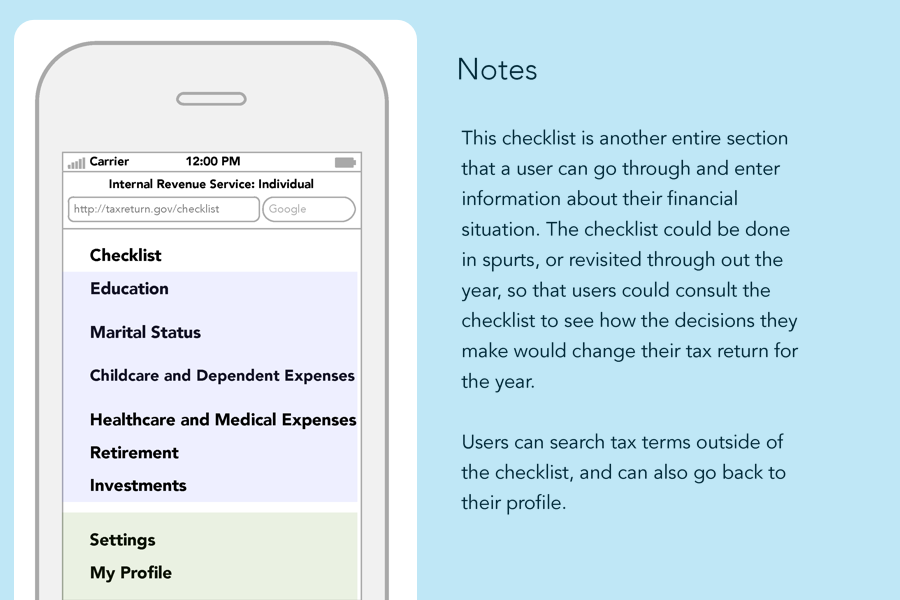 Carrier 12:00 PM
Internal Revenue Service: Individual
http://taxreturn.gov/checklist Google
Checklist
Education
Marital Status
Childcare and Dependent Expenses
Healthcare and Medical Expenses
Retirement
Investments
Settings
My Profile
Notes
This checklist is another entire section
that a user can go through and enter
information about their financial
situation. The checklist could be done
in spurts, or revisited through out the
year, so that users could consult the
checklist to see how the decisions they
make would change their tax return for
the year.
Users can search tax terms outside of
the checklist, and can also go back to
their profile.